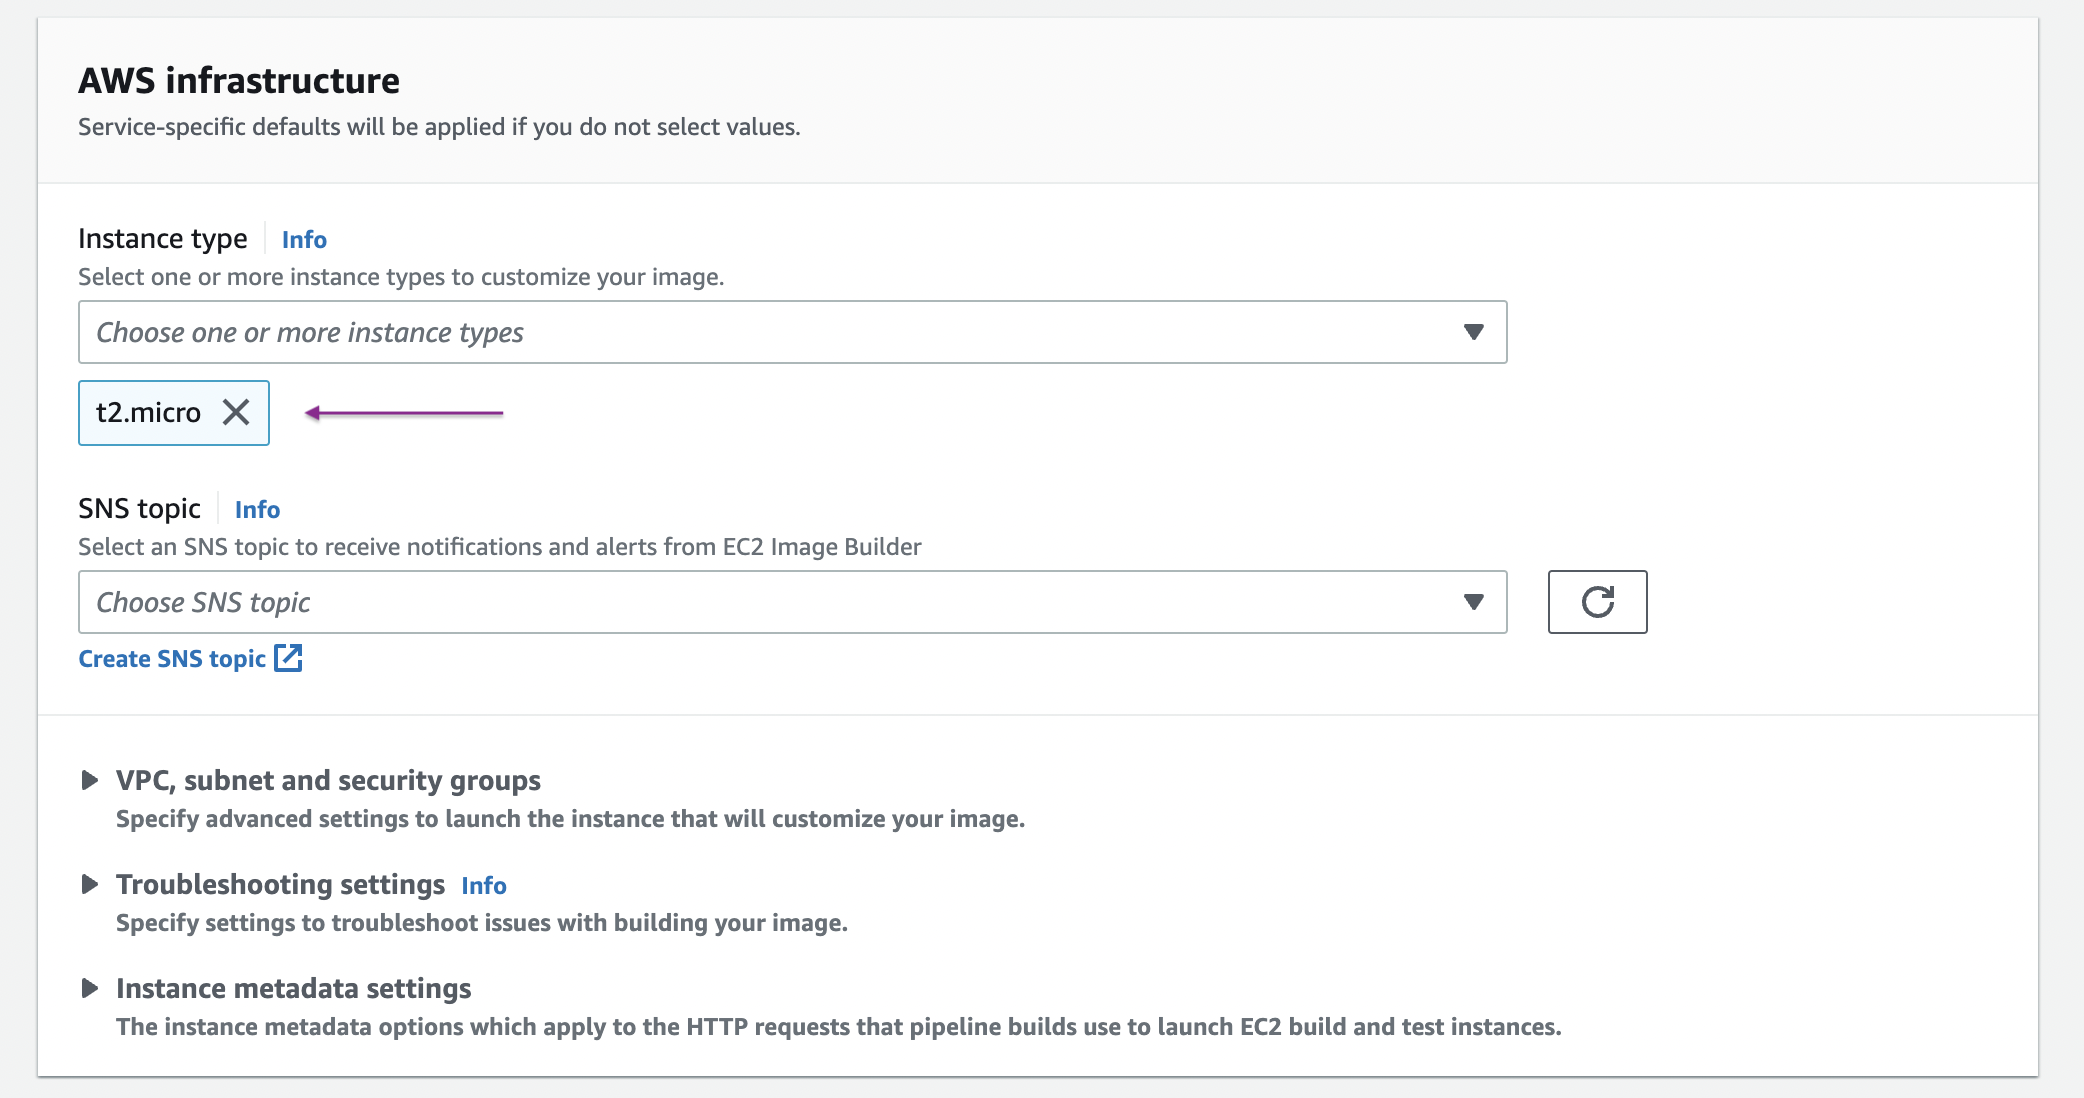 AWS infrastructure
Service-specific defaults will be applied if you do not select values.
Instance type Info
Select one or more instance types to customize your image.
Choose one or more instance types
t2.micro
SNS topic Info
Select an SNS topic to receive notifications and alerts from EC2 Image Builder
Choose SNS topic
Create SNS topic
VPC, subnet and security groups
Specify advanced settings to launch the instance that will customize your image.
Troubleshooting settings Info
Specify settings to troubleshoot issues with building your image.
Instance metadata settings
The instance metadata options which apply to the HTTP requests that pipeline builds use to launch EC2 build and test instances.